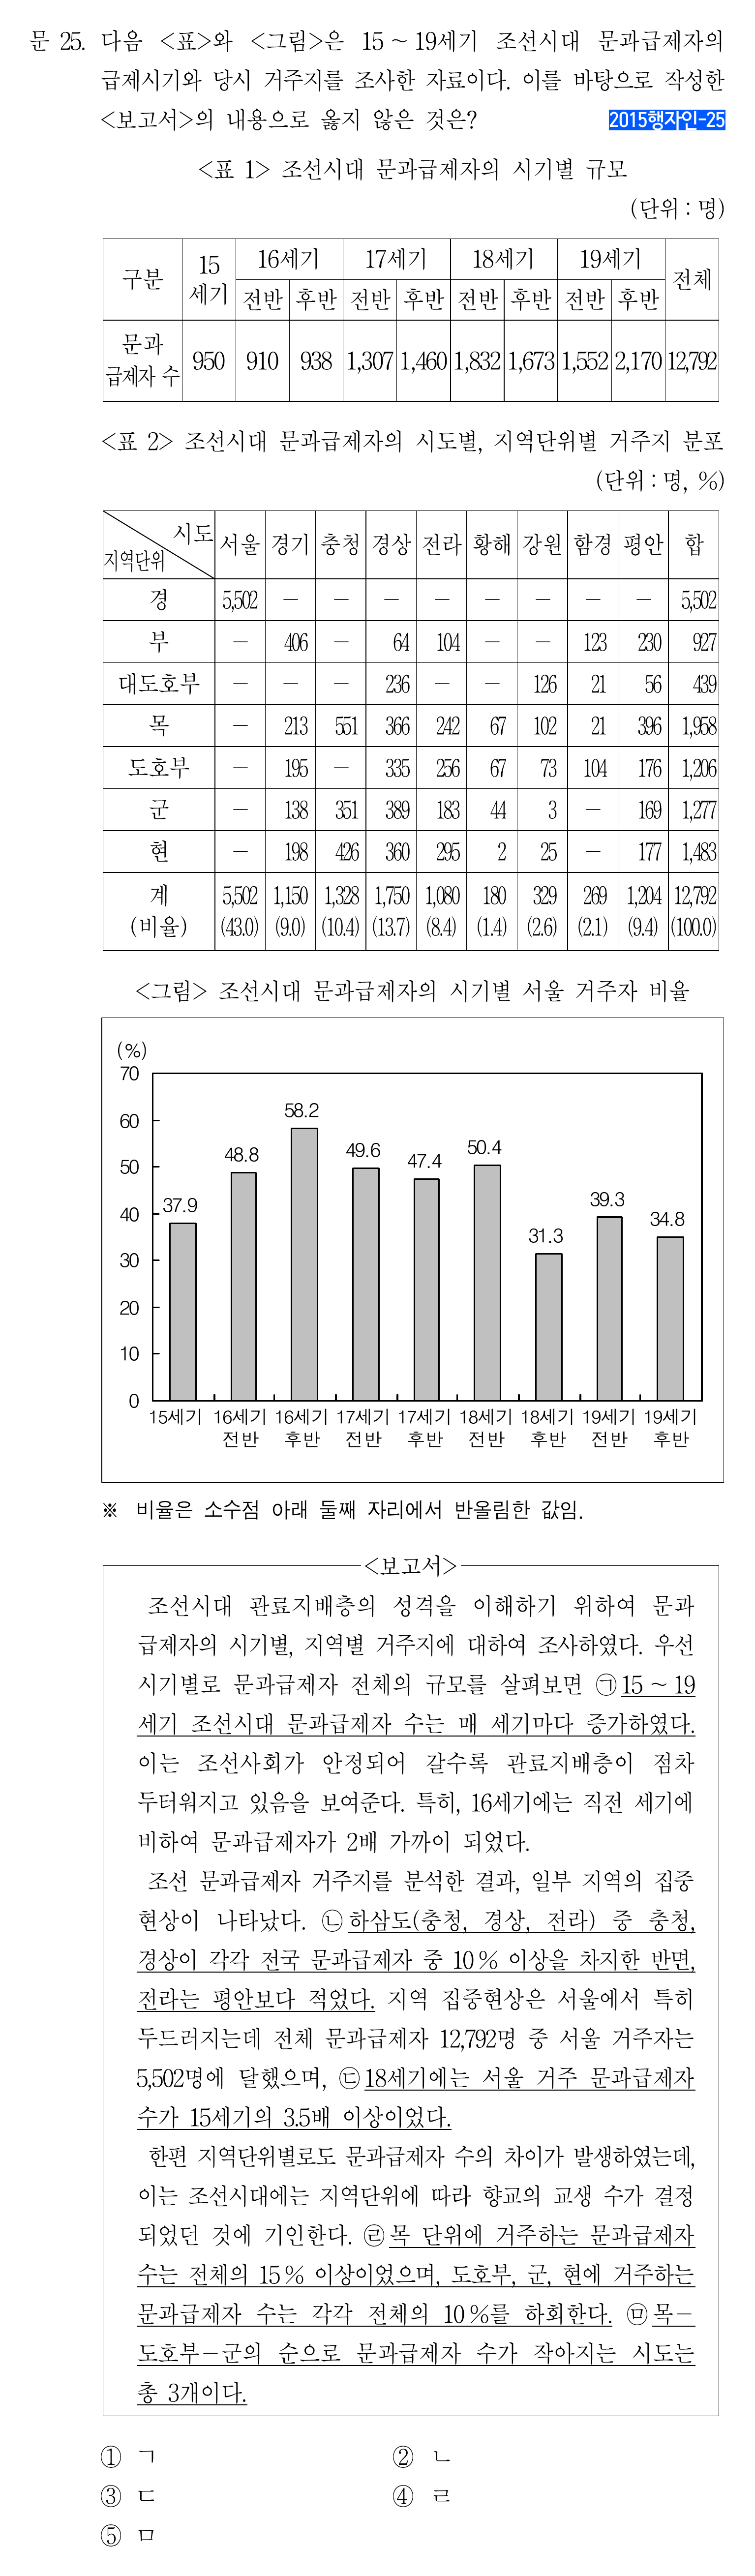 문 25. 다음 <표>와 <그림>은 15 ~ 19세기 조선시대 문과급제자의
급제시기와 당시 거주지를 조사한 자료이다. 이를 바탕으로 작성한
<보고서>의 내용으로 옳지 않은 것은? 2015행자인-25
<표 1> 조선시대 문과급제자의 시기별 규모
(단위 : 명)
구분 15세기 16세기 17세기 18세기 19세기 전체
전반 후반 전반 후반 전반 후반 전반 후반
문과 급제자 수 950 910 938 1,307 1,460 1,832 1,673 1,552 2,170 12,792
<표 2> 조선시대 문과급제자의 시도별, 지역단위별 거주지 분포
(단위 : 명, %)
지역단위 시도 서울 경기 충청 경상 전라 황해 강원 함경 평안 합
경 5,502 － － － － － － － － 5,502
부 － 406 － 64 104 － － 123 230 927
대도호부 － － － 236 － － 126 21 56 439
목 － 213 551 366 242 67 102 21 396 1,958
도호부 － 195 － 335 256 67 73 104 176 1,206
군 － 138 351 389 183 44 3 － 169 1,277
현 － 198 426 360 295 2 25 － 177 1,483
계 5,502 1,150 1,328 1,750 1,080 180 329 269 1,204 12,792
(비율) (43.0) (9.0) (10.4) (13.7) (8.4) (1.4) (2.6) (2.1) (9.4) (100.0)
<그림> 조선시대 문과급제자의 시기별 서울 거주자 비율
(%)
70
60
50
40
30
20
10
0
37.9 48.8 58.2 49.6 47.4 50.4 31.3 39.3 34.8
15세기 16세기 16세기 17세기 17세기 18세기 18세기 19세기 19세기
전반 후반 전반 후반 전반 후반 전반 후반
※ 비율은 소수점 아래 둘째 자리에서 반올림한 값임.
<보고서>
조선시대 관료지배층의 성격을 이해하기 위하여 문과
급제자의 시기별, 지역별 거주지에 대하여 조사하였다. 우선
시기별로 문과급제자 전체의 규모를 살펴보면 ㉠15 ~ 19
세기 조선시대 문과급제자 수는 매 세기마다 증가하였다.
이는 조선사회가 안정되어 갈수록 관료지배층이 점차
두터워지고 있음을 보여준다. 특히, 16세기에는 직전 세기에
비하여 문과급제자가 2배 가까이 되었다.
조선 문과급제자 거주지를 분석한 결과, 일부 지역의 집중
현상이 나타났다. ㉡하삼도(충청, 경상, 전라) 중 충청,
경상이 각각 전국 문과급제자 중 10 % 이상을 차지한 반면,
전라는 평안보다 적었다. 지역 집중현상은 서울에서 특히
두드러지는데 전체 문과급제자 12,792명 중 서울 거주자는
5,502명에 달했으며, ㉢18세기에는 서울 거주 문과급제자
수가 15세기의 3.5배 이상이었다.
한편 지역단위별로도 문과급제자 수의 차이가 발생하였는데,
이는 조선시대에는 지역단위에 따라 향교의 교생 수가 결정
되었던 것에 기인한다. ㉣목 단위에 거주하는 문과급제자
수는 전체의 15 % 이상이었으며, 도호부, 군, 현에 거주하는
문과급제자 수는 각각 전체의 10 %를 하회한다. ㉤목－
도호부－군의 순으로 문과급제자 수가 작아지는 시도는
총 3개이다.
① ㄱ ② ㄴ
③ ㄷ ④ ㄹ
⑤ ㅁ